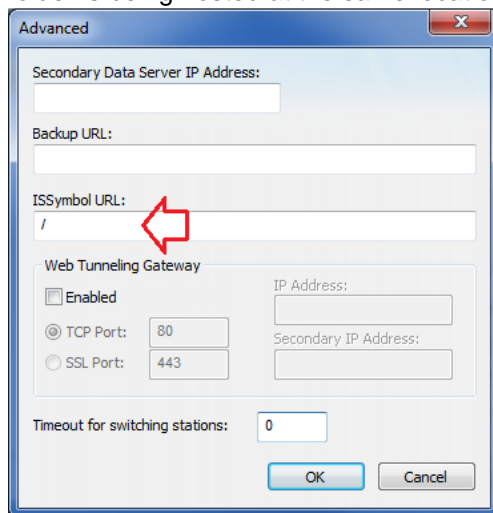 Advanced
Secondary Data Server IP Address:
Backup URL:
ISSymbol URL:
/
Web Tunneling Gateway
Enabled
IP Address:
TCP Port: 80
Secondary IP Address:
SSL Port: 443
Timeout for switching stations: 0
OK Cancel